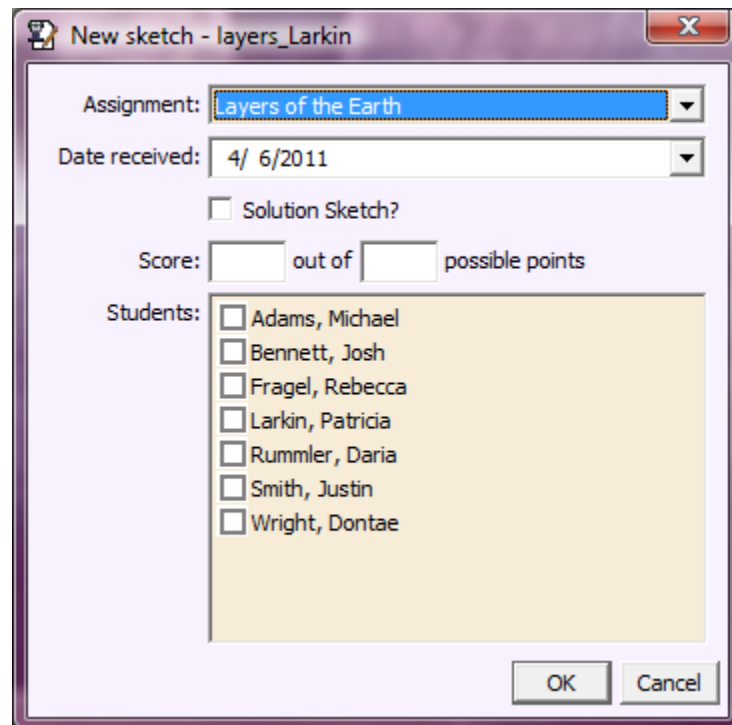 New sketch - layers_Larkin
Assignment: Layers of the Earth
Date received: 4/ 6/2011
Solution Sketch?
Score: out of possible points
Students:
Adams, Michael
Bennett, Josh
Fragel, Rebecca
Larkin, Patricia
Rummler, Daria
Smith, Justin
Wright, Dontae
OK Cancel